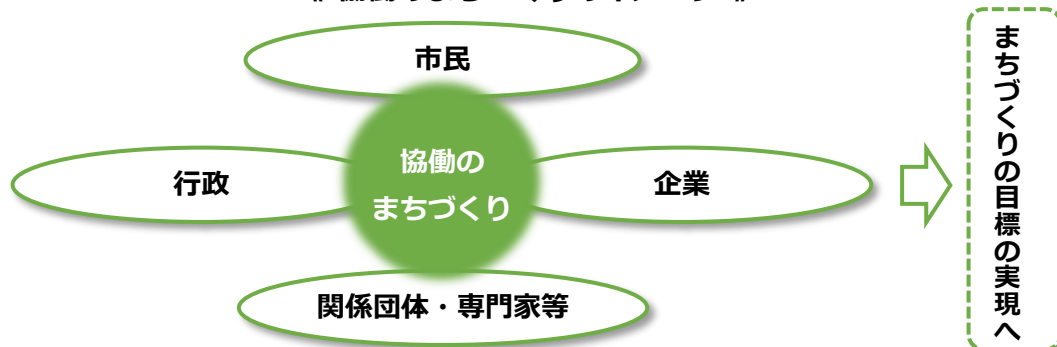 市民
行政
協働の
まちづくり
企業
関係団体・専門家等
まちづくりの目標の実現へ